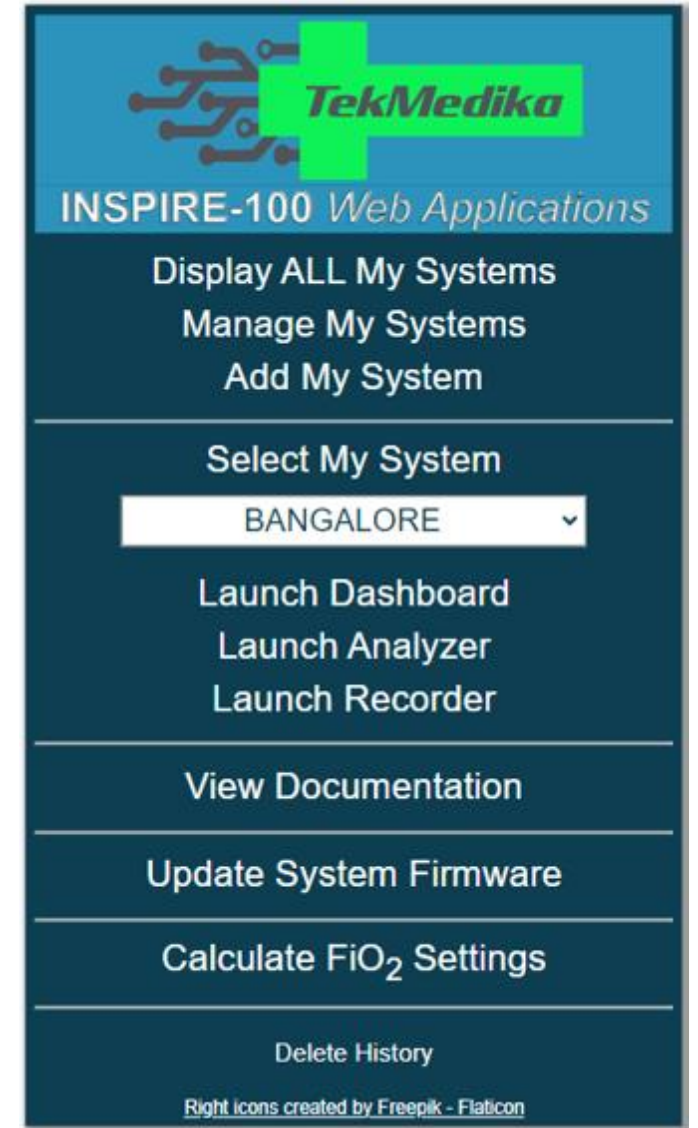 TekMedika
INSPIRE-100 Web Applications
Display ALL My Systems
Manage My Systems
Add My System
Select My System
BANGALORE
Launch Dashboard
Launch Analyzer
Launch Recorder
View Documentation
Update System Firmware
Calculate FiO₂ Settings
Delete History
Right icons created by Freepik - Flaticon